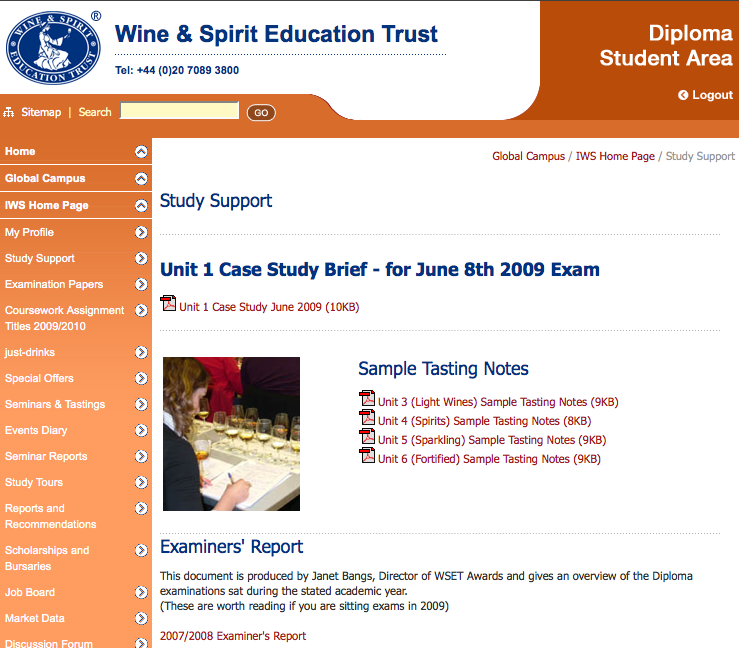 WINE & SPIRIT
EDUCATION TRUST
®
Wine & Spirit Education Trust
Tel: +44 (0)20 7089 3800
Diploma
Student Area
Logout
Sitemap | Search
GO
Home
Global Campus
IWS Home Page
My Profile
Study Support
Examination Papers
Coursework Assignment
Titles 2009/2010
just-drinks
Special Offers
Seminars & Tastings
Events Diary
Seminar Reports
Study Tours
Reports and
Recommendations
Scholarships and
Bursaries
Job Board
Market Data
Discussion Forum
Global Campus / IWS Home Page / Study Support
Study Support
Unit 1 Case Study Brief - for June 8th 2009 Exam
Unit 1 Case Study June 2009 (10KB)
Sample Tasting Notes
Unit 3 (Light Wines) Sample Tasting Notes (9KB)
Unit 4 (Spirits) Sample Tasting Notes (8KB)
Unit 5 (Sparkling) Sample Tasting Notes (9KB)
Unit 6 (Fortified) Sample Tasting Notes (9KB)
Examiners' Report
This document is produced by Janet Bangs, Director of WSET Awards and gives an overview of the Diploma
examinations sat during the stated academic year.
(These are worth reading if you are sitting exams in 2009)
2007/2008 Examiner's Report